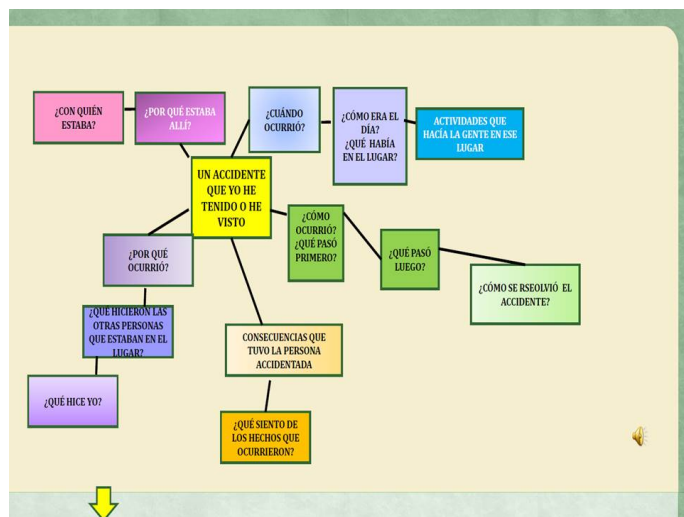 ¿CON QUIÉN
ESTABA?
¿POR QUÉ ESTABA
ALLÍ?
¿CUÁNDO
OCURRIÓ?
¿CÓMO ERA EL
DÍA?
¿QUÉ HABÍA
EN EL LUGAR?
ACTIVIDADES QUE
HACÍA LA GENTE EN ESE
LUGAR
UN ACCIDENTE
QUE YO HE
TENIDO O HE
VISTO
¿CÓMO
OCURRIÓ?
¿QUÉ PASÓ
PRIMERO?
¿QUÉ PASÓ
LUEGO?
¿CÓMO SE RSEOLVIÓ EL
ACCIDENTE?
¿POR QUÉ
OCURRIÓ?
¿QUÉ HICIERON LAS
OTRAS PERSONAS
QUE ESTABAN EN EL
LUGAR?
¿QUÉ HICE YO?
CONSECUENCIAS QUE
TUVO LA PERSONA
ACCIDENTADA
¿QUÉ SIENTO DE
LOS HECHOS QUE
OCURRIERON?